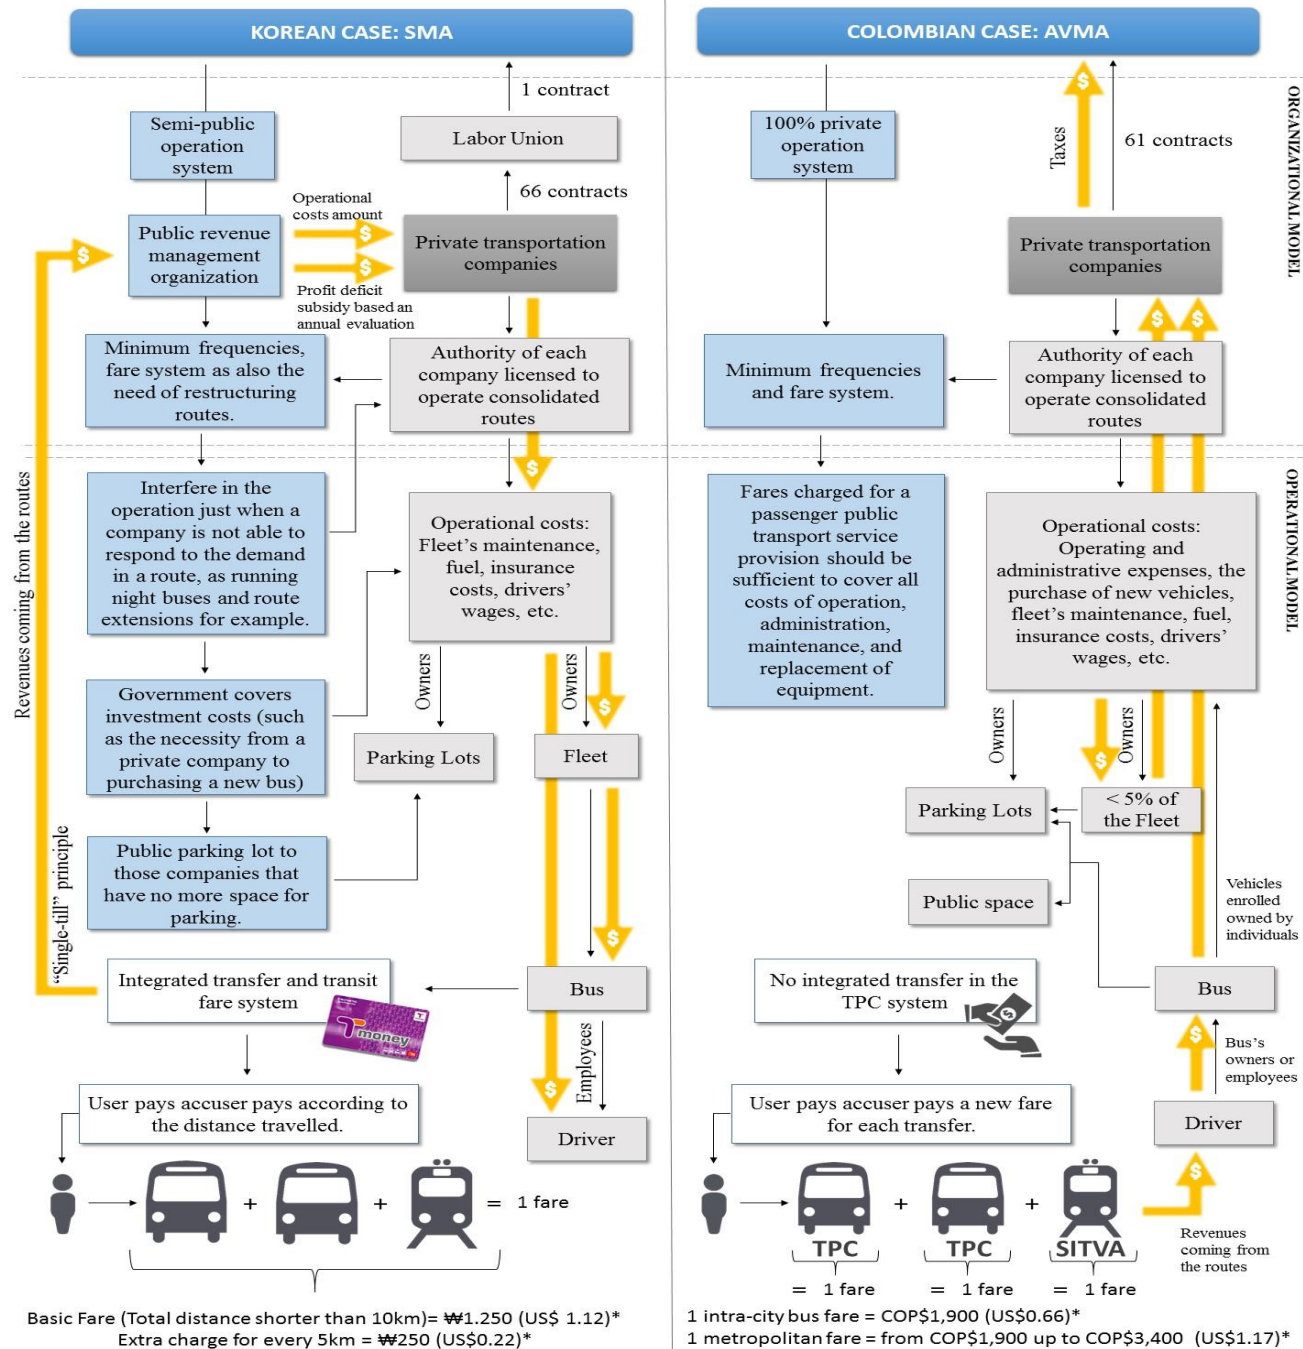 KOREAN CASE: SMA
1 contract
Semi-public
operation
system
Labor Union
66 contracts
Operational
costs amount
Public revenue
management
organization
Private transportation
companies
Profit deficit
subsidy based an
annual evaluation
Minimum frequencies,
fare system as also the
need of restructuring
routes.
Authority of each
company licensed to
operate consolidated
routes
Revenues coming from the routes
Interfere in the
operation just when a
company is not able to
respond to the demand
in a route, as running
night buses and route
extensions for example.
Operational costs:
Fleet's maintenance,
fuel, insurance
costs, drivers'
wages, etc.
Owners
Owners
Government covers
investment costs (such
as the necessity from a
private company to
purchasing a new bus)
Parking Lots
Fleet
Public parking lot to
those companies that
have no more space for
parking.
“Single-till” principle
Integrated transfer and transit
fare system
T money
Bus
Employees
User pays accuser pays according to
the distance travelled.
Driver
+
+
= 1 fare
Basic Fare (Total distance shorter than 10km)= ₩1.250 (US$ 1.12)*
Extra charge for every 5km = ₩250 (US$0.22)*
COLOMBIAN CASE: AVMA
Taxes
61 contracts
100% private
operation
system
Private transportation
companies
Minimum frequencies
and fare system.
Authority of each
company licensed to
operate consolidated
routes
ORGANIZATIONAL MODEL
Fares charged for a
passenger public
transport service
provision should be
sufficient to cover all
costs of operation,
administration,
maintenance, and
replacement of
equipment.
Operational costs:
Operating and
administrative expenses, the
purchase of new vehicles,
fleet's maintenance, fuel,
insurance costs, drivers'
wages, etc.
OPERATIONAL MODEL
Owners
Owners
Parking Lots
< 5% of
the Fleet
Public space
Vehicles
enrolled
owned by
individuals
No integrated transfer in the
TPC system
Bus
Bus's
owners or
employees
User pays accuser pays a new fare
for each transfer.
Driver
+
+
TPC
TPC
SITVA
Revenues
coming from
the routes
= 1 fare
= 1 fare
= 1 fare
1 intra-city bus fare = COP$1,900 (US$0.66)*
1 metropolitan fare = from COP$1,900 up to COP$3,400 (US$1.17)*